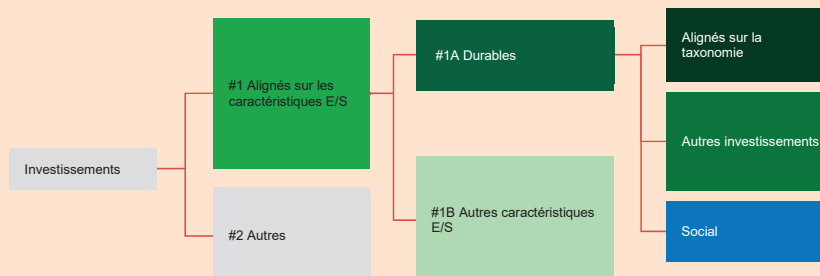 Investissements
#1 Alignés sur les
caractéristiques E/S
#2 Autres
#1A Durables
#1B Autres caractéristiques
E/S
Alignés sur la
taxonomie
Autres investissements
Social